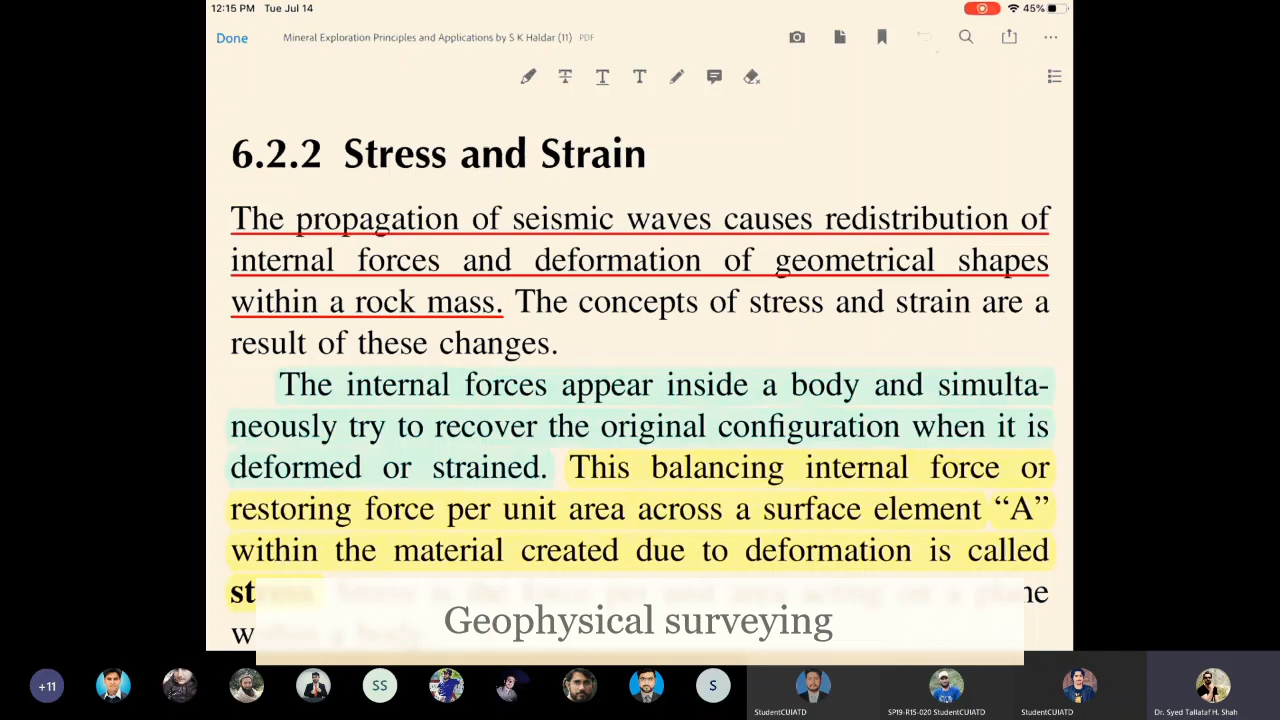 12:15 PM Tue Jul 14
45%
Done
Mineral Exploration Principles and Applications by S K Haldar (11) PDF
6.2.2 Stress and Strain
The propagation of seismic waves causes redistribution of
internal forces and deformation of geometrical shapes
within a rock mass. The concepts of stress and strain are a
result of these changes.
The internal forces appear inside a body and simulta-
neously try to recover the original configuration when it is
deformed or strained. This balancing internal force or
restoring force per unit area across a surface element “A”
within the material created due to deformation is called
Geophysical surveying
+11
SS
S
StudentCUIATD
SP19-R15-020 StudentCUIATD
StudentCUIATD
Dr. Syed Tallataf H. Shah